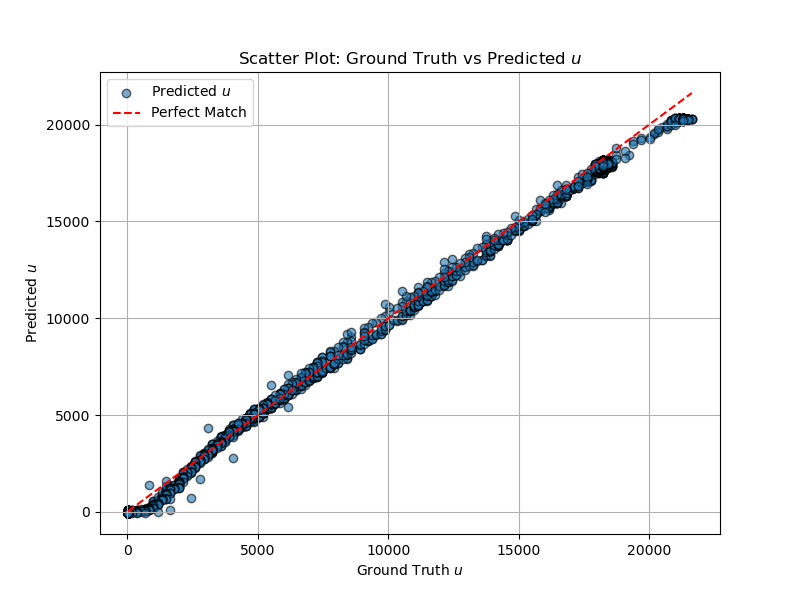 Scatter Plot: Ground Truth vs Predicted u
Predicted u
Perfect Match
20000
15000
10000
5000
0
Predicted u
0 5000 10000 15000 20000
Ground Truth u